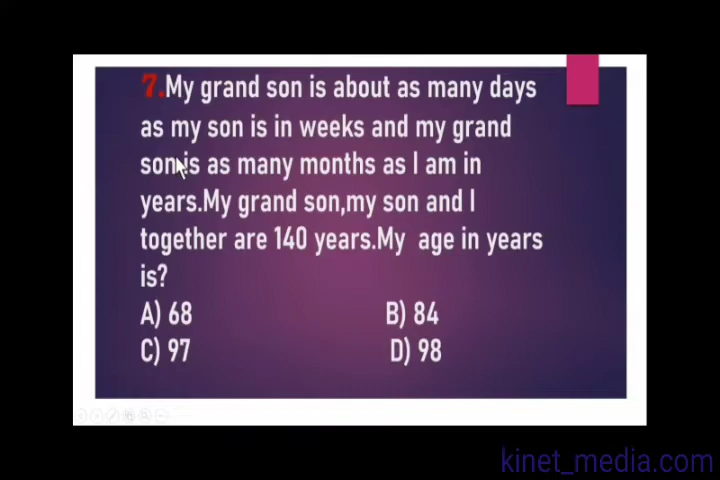 7.My grand son is about as many days
as my son is in weeks and my grand
son is as many months as I am in
years.My grand son,my son and I
together are 140 years.My age in years
is?
A) 68 B) 84
C) 97 D) 98
kinet_media.com